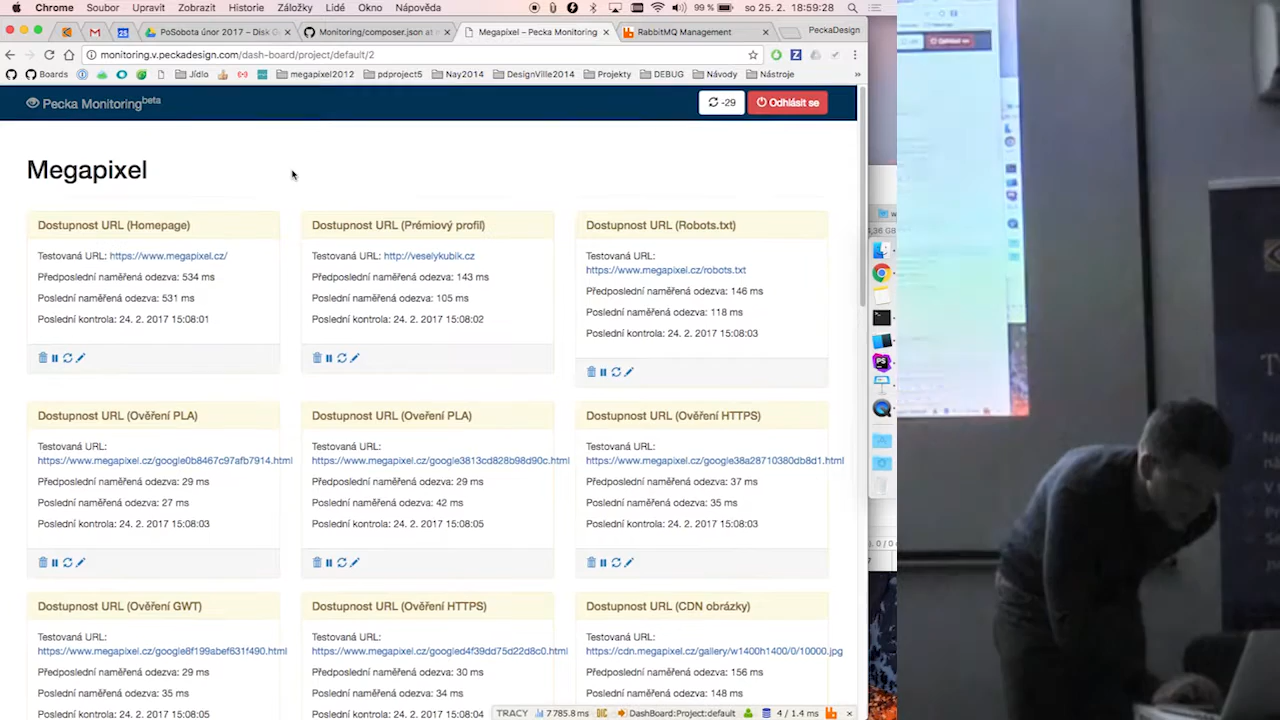 Chrome Soubor Upravit Zobrazit Historie Záložky Lidé Okno Nápověda 99 % so 25. 2. 18:59:28
PoSobota únor 2017 – Disk G
Monitoring/composer.json at m
Megapixel – Pecka Monitoring
RabbitMQ Management
PeckaDesign
monitoring.v.peckadesign.com/dash-board/project/default/2
Boards Jídlo megapixel2012 pdproject5 Nay2014 DesignVille2014 Projekty DEBUG Návody Nástroje
Pecka Monitoring beta
-29
Odhlásit se
Megapixel
Dostupnost URL (Homepage)
Testovaná URL: https://www.megapixel.cz/
Předposlední naměřená odezva: 534 ms
Poslední naměřená odezva: 531 ms
Poslední kontrola: 24. 2. 2017 15:08:01
Dostupnost URL (Prémiový profil)
Testovaná URL: http://veselykubik.cz
Předposlední naměřená odezva: 143 ms
Poslední naměřená odezva: 105 ms
Poslední kontrola: 24. 2. 2017 15:08:02
Dostupnost URL (Robots.txt)
Testovaná URL:
https://www.megapixel.cz/robots.txt
Předposlední naměřená odezva: 146 ms
Poslední naměřená odezva: 118 ms
Poslední kontrola: 24. 2. 2017 15:08:03
Dostupnost URL (Ověření PLA)
Testovaná URL:
https://www.megapixel.cz/google0b8467c97afb7914.html
Předposlední naměřená odezva: 29 ms
Poslední naměřená odezva: 27 ms
Poslední kontrola: 24. 2. 2017 15:08:03
Dostupnost URL (Oveření PLA)
Testovaná URL:
https://www.megapixel.cz/google3813cd828b98d90c.html
Předposlední naměřená odezva: 29 ms
Poslední naměřená odezva: 42 ms
Poslední kontrola: 24. 2. 2017 15:08:05
Dostupnost URL (Ověření HTTPS)
Testovaná URL:
https://www.megapixel.cz/google38a28710380db8d1.html
Předposlední naměřená odezva: 37 ms
Poslední naměřená odezva: 35 ms
Poslední kontrola: 24. 2. 2017 15:08:03
Dostupnost URL (Ověření GWT)
Testovaná URL:
https://www.megapixel.cz/google8f199abef631f490.html
Předposlední naměřená odezva: 29 ms
Poslední naměřená odezva: 35 ms
Poslední kontrola: 24. 2. 2017 15:08:05
Dostupnost URL (Ověření HTTPS)
Testovaná URL:
https://www.megapixel.cz/googled4f39dd75d22d8c0.html
Předposlední naměřená odezva: 30 ms
Poslední naměřená odezva: 34 ms
Poslední kontrola: 24. 2. 2017 15:08:04
Dostupnost URL (CDN obrázky)
Testovaná URL:
https://cdn.megapixel.cz/gallery/w1400h1400/0/10000.jpg
Předposlední naměřená odezva: 156 ms
Poslední naměřená odezva: 148 ms
TRACY 7 785.8 ms DashBoard:Project:default 4 / 1.4 ms